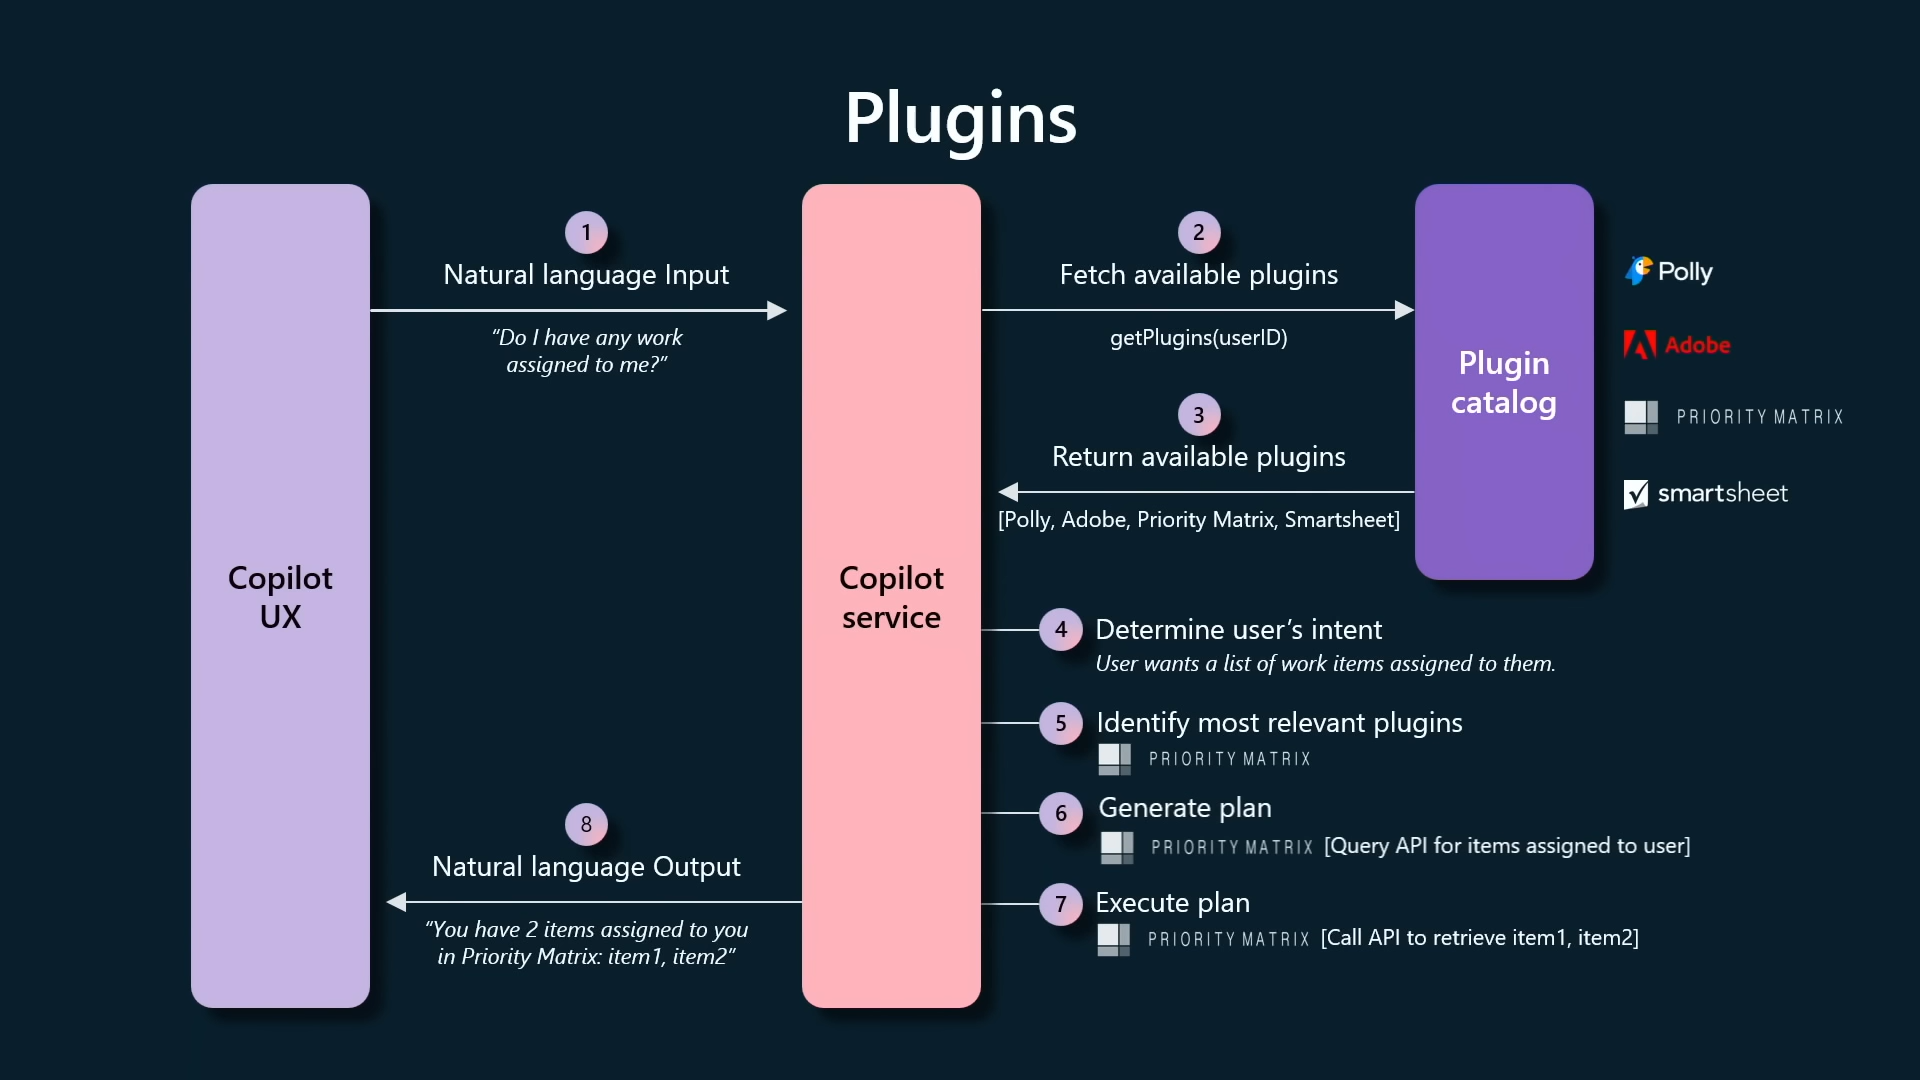 Plugins
Copilot
UX
1
Natural language Input
“Do I have any work
assigned to me?”
8
Natural language Output
“You have 2 items assigned to you
in Priority Matrix: item1, item2”
Copilot
service
2
Fetch available plugins
getPlugins(userID)
3
Return available plugins
[Polly, Adobe, Priority Matrix, Smartsheet]
Plugin
catalog
Polly
Adobe
PRIORITY MATRIX
smartsheet
4
Determine user’s intent
User wants a list of work items assigned to them.
5
Identify most relevant plugins
PRIORITY MATRIX
6
Generate plan
PRIORITY MATRIX [Query API for items assigned to user]
7
Execute plan
PRIORITY MATRIX [Call API to retrieve item1, item2]